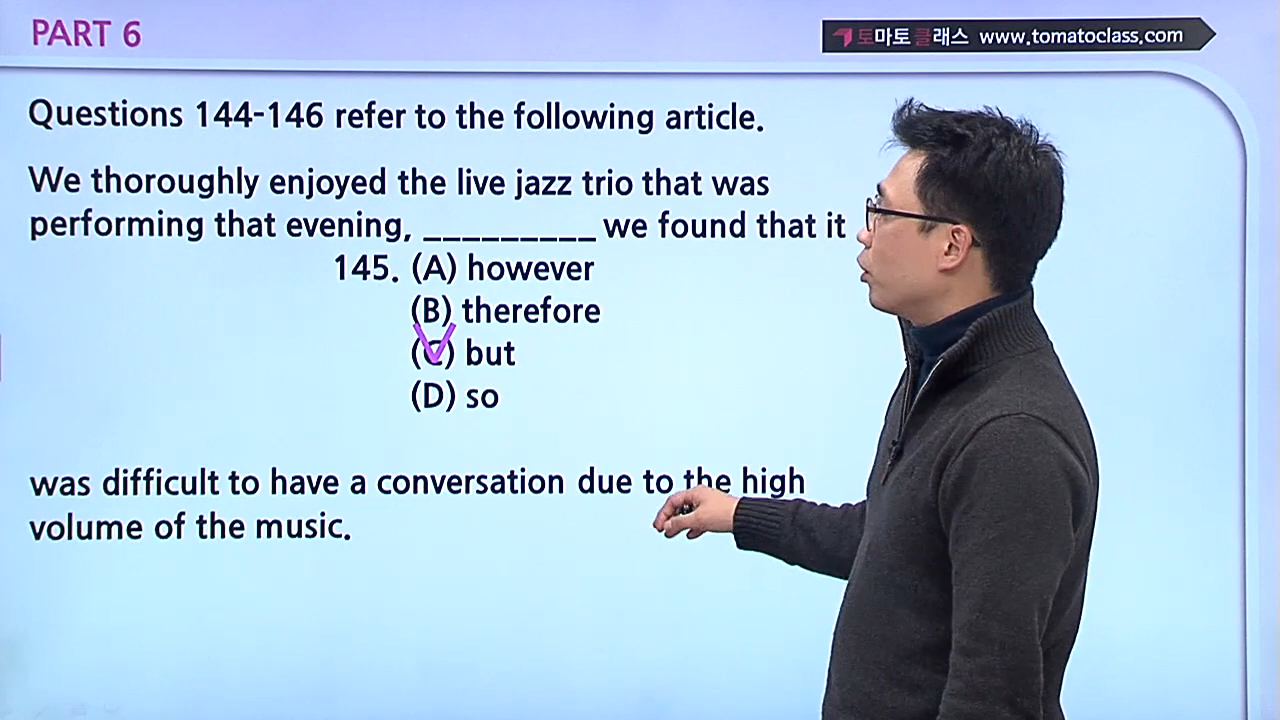 PART 6
토마토 클래스 www.tomatoclass.com
Questions 144-146 refer to the following article.
We thoroughly enjoyed the live jazz trio that was
performing that evening, _________ we found that it
145. (A) however
(B) therefore
(C) but
(D) so
was difficult to have a conversation due to the high
volume of the music.